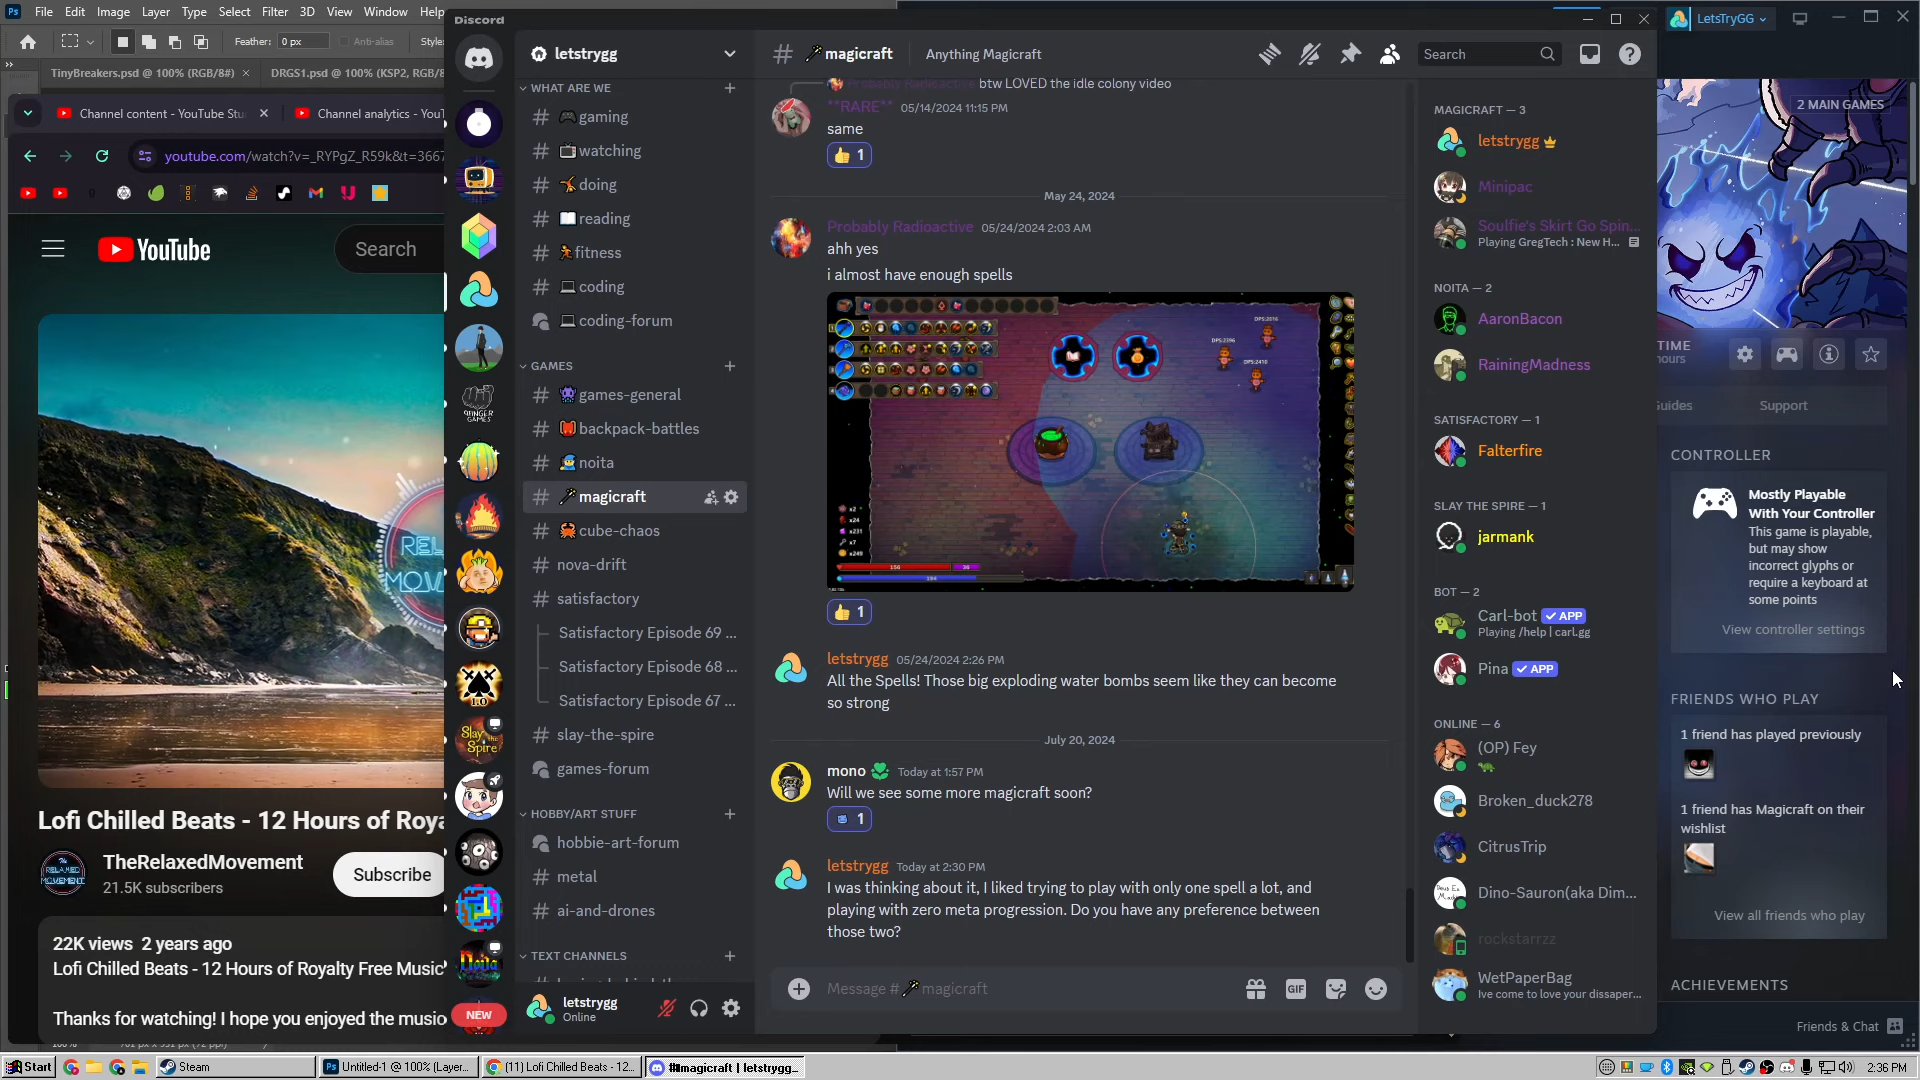 File Edit Image Layer Type Select Filter 3D View Window Help
Feather: 0 px
Anti-alias
Style:
TinyBreakers.psd @ 100% (RGB/8#)
DRGS1.psd @ 100% (KSP2, RGB/8
Channel content - YouTube Stu
Channel analytics - YouT
youtube.com/watch?v=_RYPgZ_R59k&t=3667
YouTube
Search
Lofi Chilled Beats - 12 Hours of Roya
TheRelaxedMovement
21.5K subscribers
Subscribe
22K views 2 years ago
Lofi Chilled Beats - 12 Hours of Royalty Free Music
Thanks for watching! I hope you enjoyed the music
Discord
letstrygg
WHAT ARE WE
gaming
watching
doing
reading
fitness
coding
coding-forum
GAMES
games-general
backpack-battles
noita
magicraft
cube-chaos
nova-drift
satisfactory
Satisfactory Episode 69 ...
Satisfactory Episode 68 ...
Satisfactory Episode 67 ...
slay-the-spire
games-forum
HOBBY/ART STUFF
hobbie-art-forum
metal
ai-and-drones
TEXT CHANNELS
NEW
letstrygg
Online
magicraft
Anything Magicraft
Search
Probably Radioactive btw LOVED the idle colony video
**RARE** 05/14/2024 11:15 PM
same
1
May 24, 2024
Probably Radioactive 05/24/2024 2:03 AM
ahh yes
i almost have enough spells
1
letstrygg 05/24/2024 2:26 PM
All the Spells! Those big exploding water bombs seem like they can become
so strong
July 20, 2024
mono Today at 1:57 PM
Will we see some more magicraft soon?
1
letstrygg Today at 2:30 PM
I was thinking about it, I liked trying to play with only one spell a lot, and
playing with zero meta progression. Do you have any preference between
those two?
Message # magicraft
GIF
MAGICRAFT — 3
letstrygg
Minipac
Soulfie's Skirt Go Spin...
Playing GregTech : New H...
NOITA — 2
AaronBacon
RainingMadness
SATISFACTORY — 1
Falterfire
SLAY THE SPIRE — 1
jarmank
BOT — 2
Carl-bot APP
Playing /help | carl.gg
Pina APP
ONLINE — 6
(OP) Fey
Broken_duck278
CitrusTrip
Dino-Sauron(aka Dim...
rockstarrzz
WetPaperBag
Ive come to love your dissaper...
LetsTryGG
2 MAIN GAMES
TIME
hours
Guides
Support
CONTROLLER
Mostly Playable
With Your Controller
This game is playable,
but may show
incorrect glyphs or
require a keyboard at
some points
View controller settings
FRIENDS WHO PLAY
1 friend has played previously
1 friend has Magicraft on their
wishlist
View all friends who play
ACHIEVEMENTS
Friends & Chat
Start
Steam
Untitled-1 @ 100% (Layer...
(11) Lofi Chilled Beats - 12...
#magicraft | letstrygg...
2:36 PM